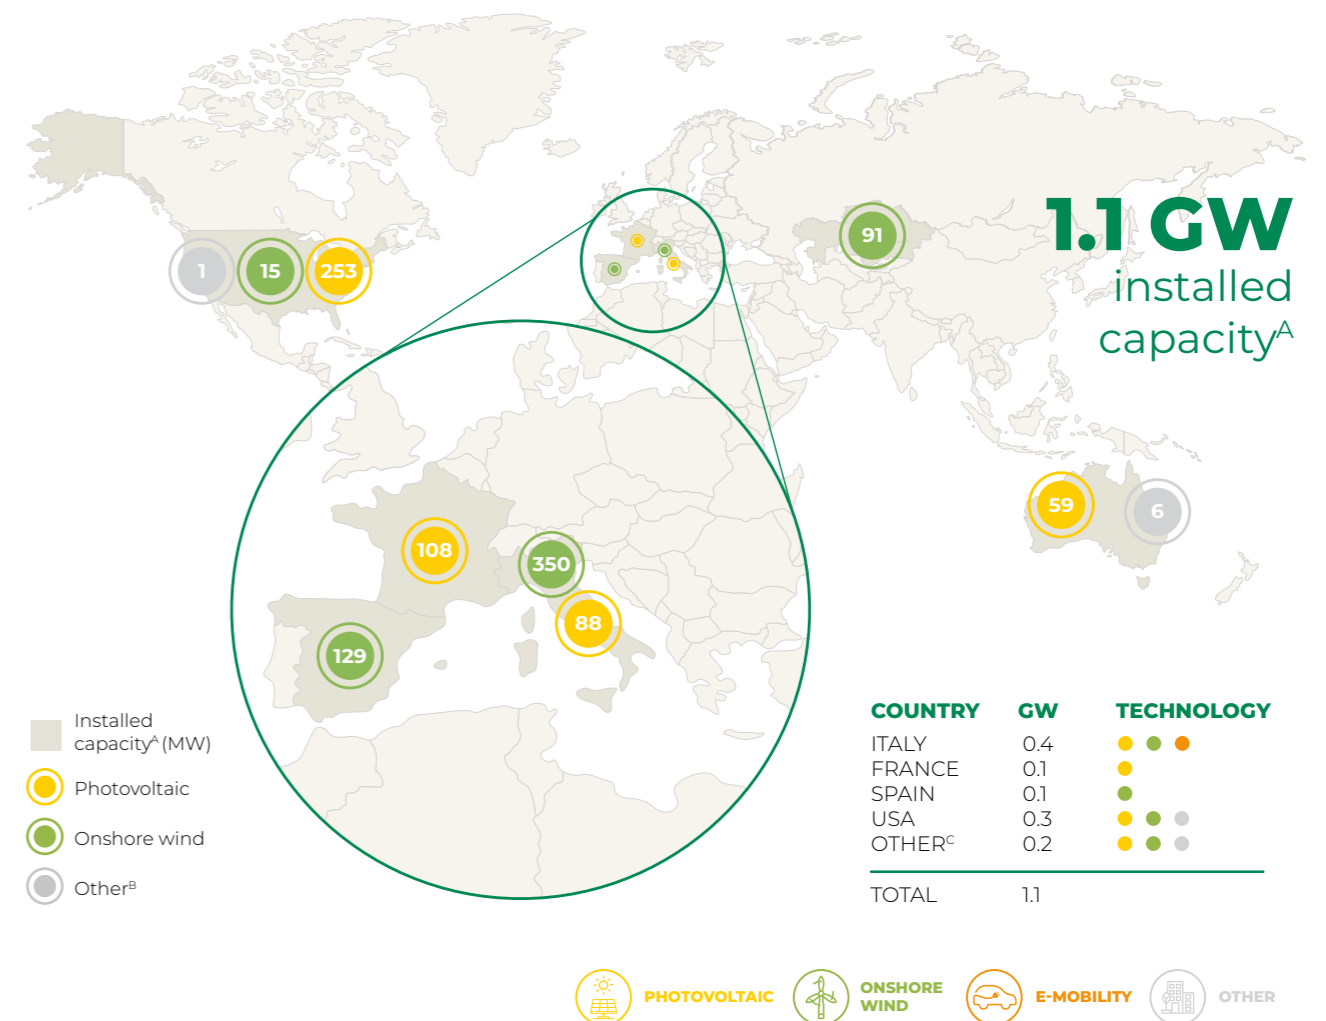 1.1 GW
installed
capacityA
1 15 253
91
59 6
108
350
88
129
Installed
capacityA (MW)
Photovoltaic
Onshore wind
OtherB
COUNTRY GW TECHNOLOGY
ITALY 0.4
FRANCE 0.1
SPAIN 0.1
USA 0.3
OTHERC 0.2
TOTAL 1.1
PHOTOVOLTAIC
ONSHORE
WIND
E-MOBILITY
OTHER